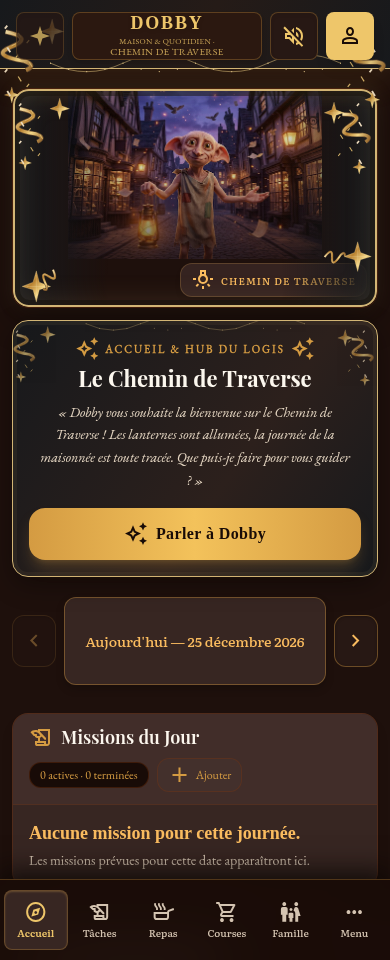 DOBBY
MAISON & QUOTIDIEN ·
CHEMIN DE TRAVERSE
CHEMIN DE TRAVERSE
ACCUEIL & HUB DU LOGIS
Le Chemin de Traverse
« Dobby vous souhaite la bienvenue sur le Chemin de
Traverse ! Les lanternes sont allumées, la journée de la
maisonnée est toute tracée. Que puis-je faire pour vous guider
? »
Parler à Dobby
Aujourd'hui — 25 décembre 2026
Missions du Jour
0 actives · 0 terminées
Ajouter
Aucune mission pour cette journée.
Les missions prévues pour cette date apparaîtront ici.
Accueil Tâches Repas Courses Famille Menu